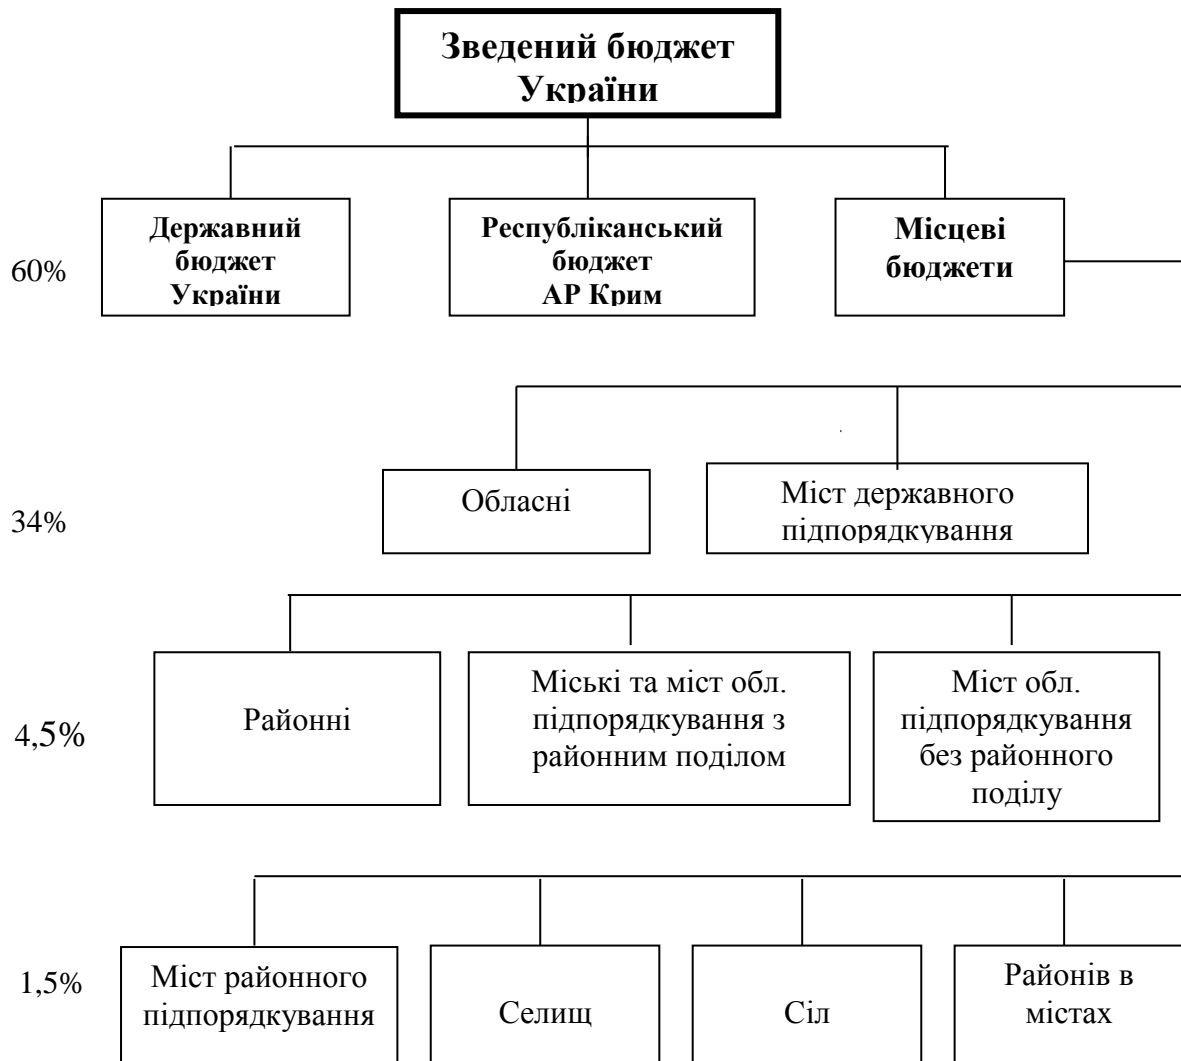 Зведений бюджет
України
60%
Державний
бюджет
України
Республіканський
бюджет
АР Крим
Місцеві
бюджети
34%
Обласні
Міст державного
підпорядкування
4,5%
Районні
Міські та міст обл.
підпорядкування з
районним поділом
Міст обл.
підпорядкування
без районного
поділу
1,5%
Міст районного
підпорядкування
Селищ
Сіл
Районів в
містах